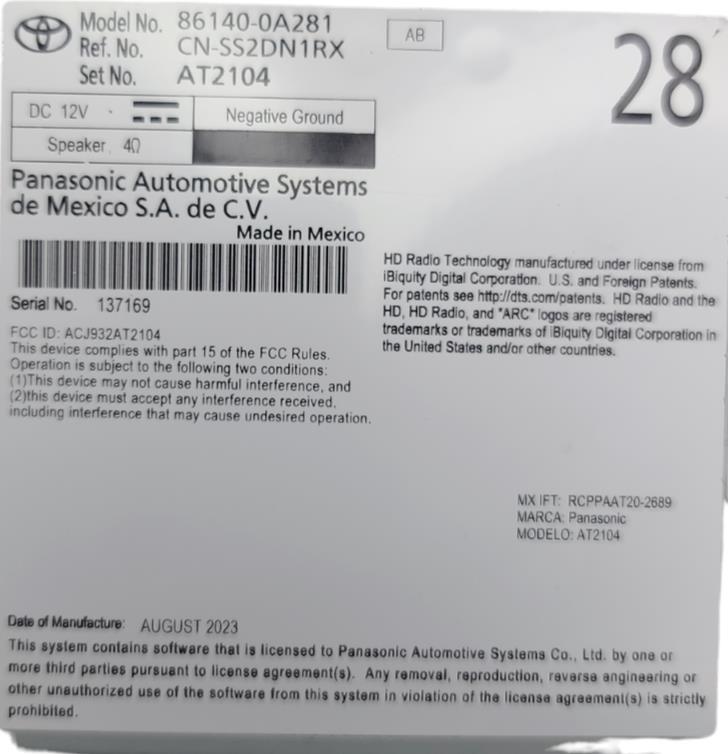 Model No. 86140-0A281
Ref. No. CN-SS2DN1RX
Set No. AT2104
AB
28
DC 12V
Negative Ground
Speaker 4Ω
Panasonic Automotive Systems
de Mexico S.A. de C.V.
Made in Mexico
Serial No. 137169
FCC ID: ACJ932AT2104
This device complies with part 15 of the FCC Rules.
Operation is subject to the following two conditions:
(1)This device may not cause harmful interference, and
(2)this device must accept any interference received,
including interference that may cause undesired operation.
HD Radio Technology manufactured under license from
iBiquity Digital Corporation. U.S. and Foreign Patents.
For patents see http://dts.com/patents. HD Radio and the
HD, HD Radio, and "ARC" logos are registered
trademarks or trademarks of iBiquity Digital Corporation in
the United States and/or other countries.
MX IFT: RCPPAAT20-2689
MARCA: Panasonic
MODELO: AT2104
Date of Manufacture: AUGUST 2023
This system contains software that is licensed to Panasonic Automotive Systems Co., Ltd. by one or
more third parties pursuant to license agreement(s). Any removal, reproduction, reverse engineering or
other unauthorized use of the software from this system in violation of the license agreement(s) is strictly
prohibited.